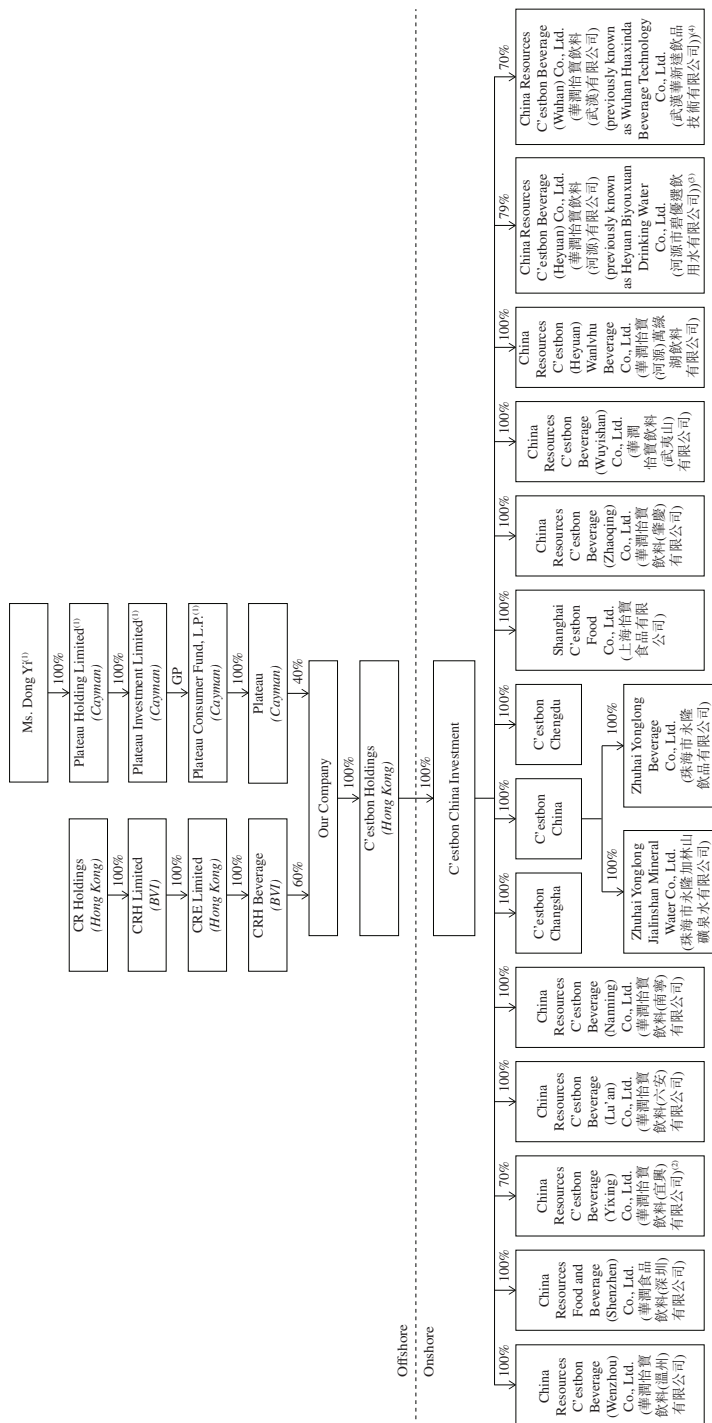 Ms. Dong Yi(1)
100%
CR Holdings
(Hong Kong)
Plateau Holding Limited(1)
(Cayman)
100%
100%
CRH Limited
(BVI)
Plateau Investment Limited(1)
(Cayman)
100%
GP
CRE Limited
(Hong Kong)
Plateau Consumer Fund, L.P.(1)
(Cayman)
100%
100%
CRH Beverage
(BVI)
Plateau
(Cayman)
60%
40%
Our Company
100%
C'estbon Holdings
(Hong Kong)
Offshore
Onshore
100%
C'estbon China Investment
100%
China
Resources
C'estbon
Beverage
(Wenzhou)
Co., Ltd.
(華潤怡寶
飲料(溫州)
有限公司)
100%
China
Resources
Food and
Beverage
(Shenzhen)
Co., Ltd.
(華潤食品
飲料(深圳)
有限公司)
70%
China
Resources
C'estbon
Beverage
(Yixing)
Co., Ltd.
(華潤怡寶
飲料(宜興)
有限公司)(2)
100%
China
Resources
C'estbon
Beverage
(Lu'an)
Co., Ltd.
(華潤怡寶
飲料(六安)
有限公司)
100%
China
Resources
C'estbon
Beverage
(Nanning)
Co., Ltd.
(華潤怡寶
飲料(南寧)
有限公司)
100%
C'estbon
Changsha
100%
C'estbon
China
100%
C'estbon
Chengdu
100%
Zhuhai Yonglong
Jialinshan Mineral
Water Co., Ltd.
(珠海市永隆加林山
礦泉水有限公司)
100%
Zhuhai Yonglong
Beverage
Co., Ltd.
(珠海市永隆
飲品有限公司)
100%
Shanghai
C'estbon
Food
Co., Ltd.
(上海怡寶
食品有限
公司)
100%
China
Resources
C'estbon
Beverage
(Zhaoqing)
Co., Ltd.
(華潤怡寶
飲料(肇慶)
有限公司)
100%
China
Resources
C'estbon
Beverage
(Wuyishan)
Co., Ltd.
(華潤
怡寶飲料
(武夷山)
有限公司)
100%
China
Resources
C'estbon
(Heyuan)
Wanlvhu
Beverage
Co., Ltd.
(華潤怡寶
(河源)萬綠
湖飲料
有限公司)
79%
China Resources
C'estbon Beverage
(Heyuan) Co., Ltd.
(華潤怡寶飲料
(河源)有限公司)
(previously known
as Heyuan Biyouxuan
Drinking Water
Co., Ltd.
(河源市碧優選飲
用水有限公司))(3)
70%
China Resources
C'estbon Beverage
(Wuhan) Co., Ltd.
(華潤怡寶飲料
(武漢)有限公司)
(previously known
as Wuhan Huaxinda
Beverage Technology
Co., Ltd.
(武漢華新達飲品
技術有限公司))(4)